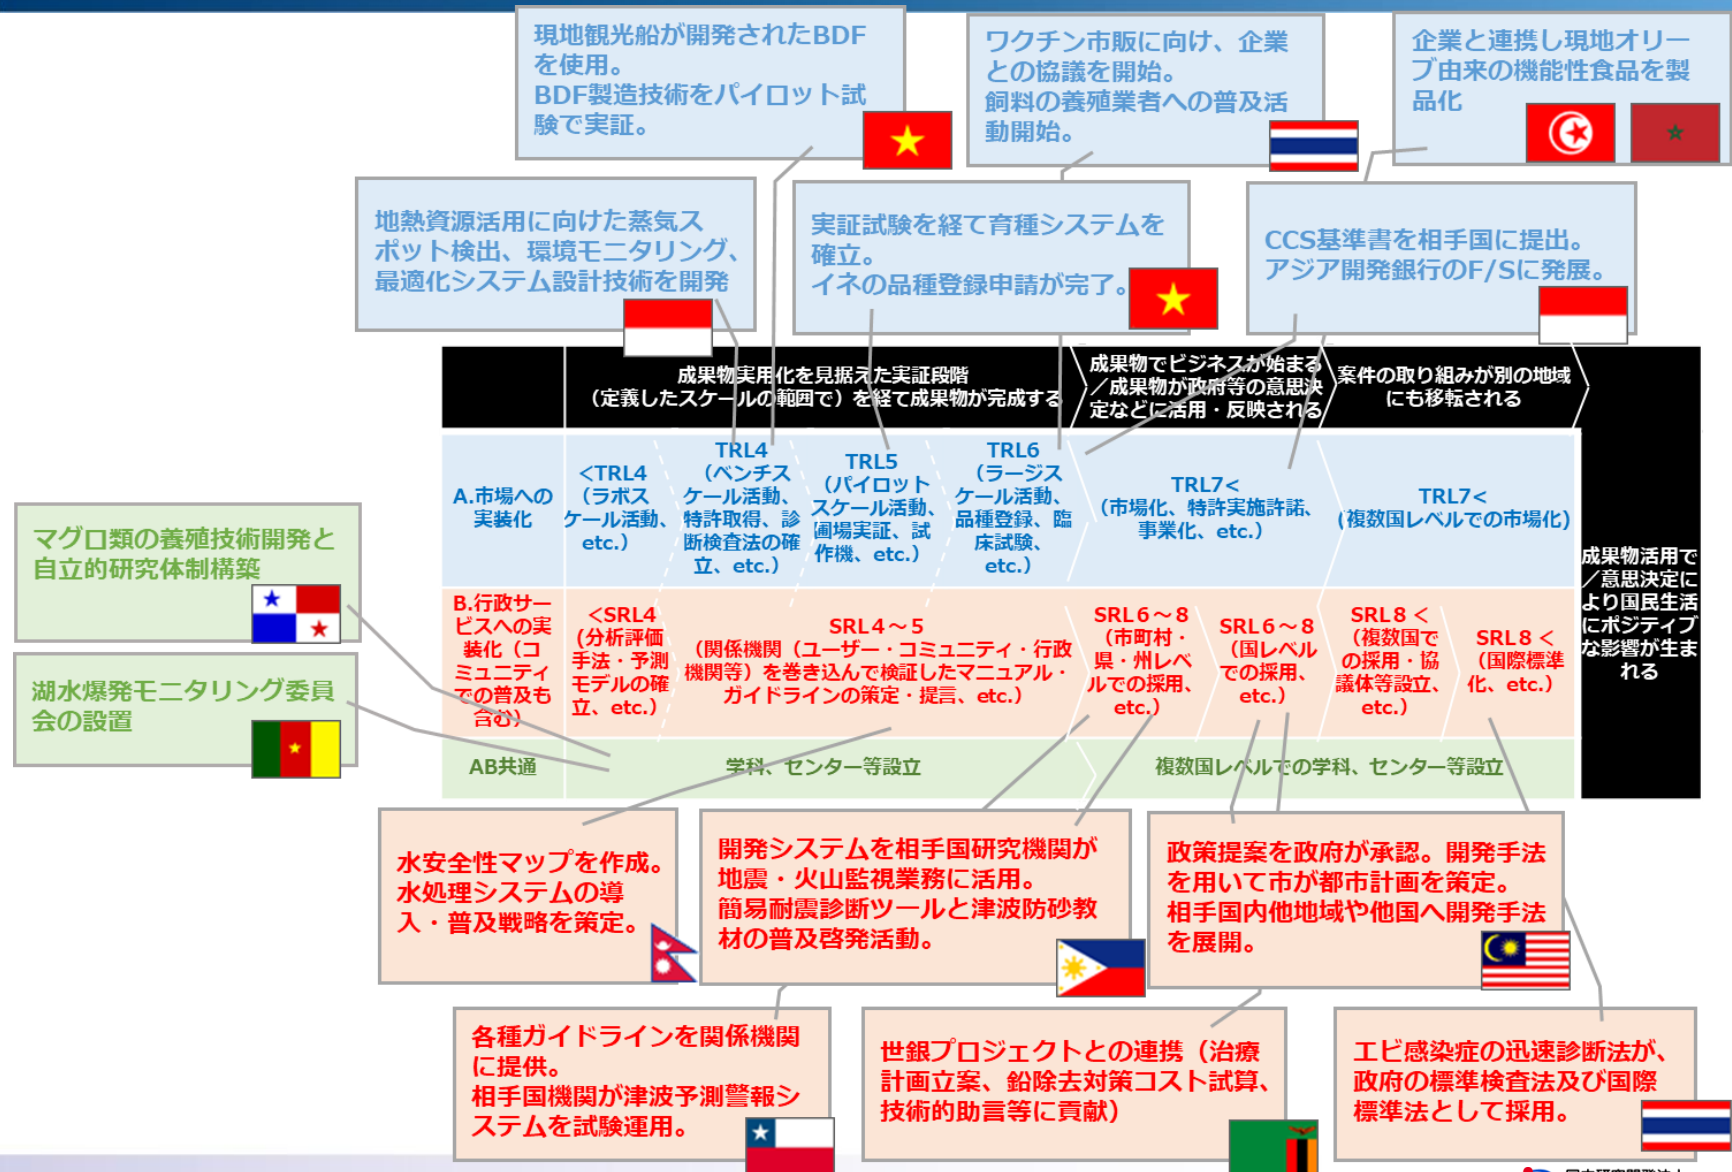 現地観光船が開発されたBDF
を使用。
BDF製造技術をパイロット試
験で実証。
ワクチン市販に向け、企業
との協議を開始。
飼料の養殖業者への普及活
動開始。
企業と連携し現地オリー
ブ由来の機能性食品を製
品化
地熱資源活用に向けた蒸気ス
ポット検出、環境モニタリング、
最適化システム設計技術を開発
実証試験を経て育種システムを
確立。
イネの品種登録申請が完了。
CCS基準書を相手国に提出。
アジア開発銀行のF/Sに発展。
成果物実用化を見据えた実証段階
（定義したスケールの範囲で）を経て成果物が完成する
成果物でビジネスが始まる
／成果物が政府等の意思決
定などに活用・反映される
案件の取り組みが別の地域
にも移転される
A.市場への
実装化
<TRL4
（ラボス
ケール活動、
etc.）
TRL4
（ベンチス
ケール活動、
特許取得、診
断検査法の確
立、etc.）
TRL5
（パイロット
スケール活動、
圃場実証、試
作機、etc.）
TRL6
（ラージス
ケール活動、
品種登録、臨
床試験、
etc.）
TRL7<
（市場化、特許実施許諾、
事業化、etc.）
TRL7<
(複数国レベルでの市場化)
成果物活用で
／意思決定に
より国民生活
にポジティブ
な影響が生ま
れる
マグロ類の養殖技術開発と
自立的研究体制構築
湖水爆発モニタリング委員
会の設置
B.行政サー
ビスへの実
装化（コ
ミュニティ
での普及も
含む）
<SRL4
(分析評価
手法・予測
モデルの確
立、etc.）
SRL４～５
（関係機関（ユーザー・コミュニティ・行政
機関等）を巻き込んで検証したマニュアル・
ガイドラインの策定・提言、etc.）
SRL６～８
（市町村・
県・州レベ
ルでの採用、
etc.）
SRL６～８
（国レベル
での採用、
etc.）
SRL８＜
（複数国で
の採用・協
議体等設立、
etc.）
SRL８＜
（国際標準
化、etc.）
AB共通
学科、センター等設立
複数国レベルでの学科、センター等設立
水安全性マップを作成。
水処理システムの導
入・普及戦略を策定。
開発システムを相手国研究機関が
地震・火山監視業務に活用。
簡易耐震診断ツールと津波防砂教
材の普及啓発活動。
政策提案を政府が承認。開発手法
を用いて市が都市計画を策定。
相手国内他地域や他国へ開発手法
を展開。
各種ガイドラインを関係機関
に提供。
相手国機関が津波予測警報シ
ステムを試験運用。
世銀プロジェクトとの連携（治療
計画立案、鉛除去対策コスト試算、
技術的助言等に貢献）
エビ感染症の迅速診断法が、
政府の標準検査法及び国際
標準法として採用。